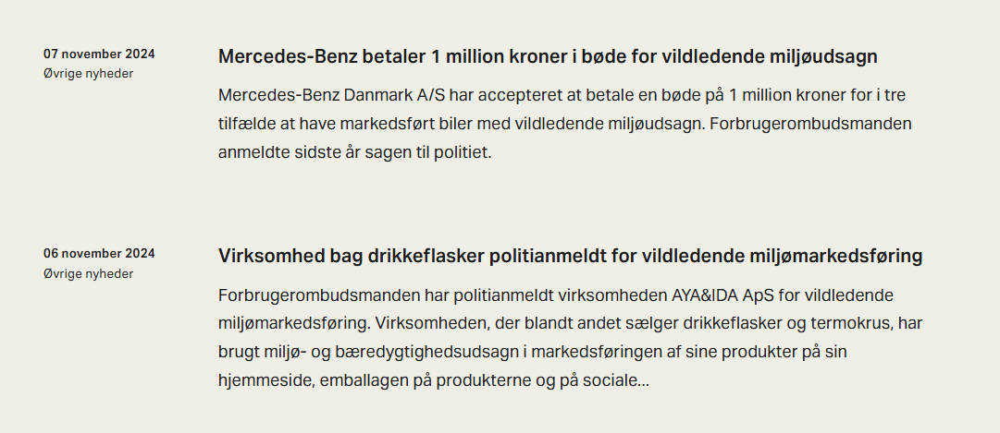 07 november 2024
Øvrige nyheder
Mercedes-Benz betaler 1 million kroner i bøde for vildledende miljøudsagn
Mercedes-Benz Danmark A/S har accepteret at betale en bøde på 1 million kroner for i tre
tilfælde at have markedsført biler med vildledende miljøudsagn. Forbrugerombudsmanden
anmeldte sidste år sagen til politiet.
06 november 2024
Øvrige nyheder
Virksomhed bag drikkeflasker politianmeldt for vildledende miljømarkedsføring
Forbrugerombudsmanden har politianmeldt virksomheden AYA&IDA ApS for vildledende
miljømarkedsføring. Virksomheden, der blandt andet sælger drikkeflasker og termokrus, har
brugt miljø- og bæredygtighedsudsagn i markedsføringen af sine produkter på sin
hjemmeside, emballagen på produkterne og på sociale...